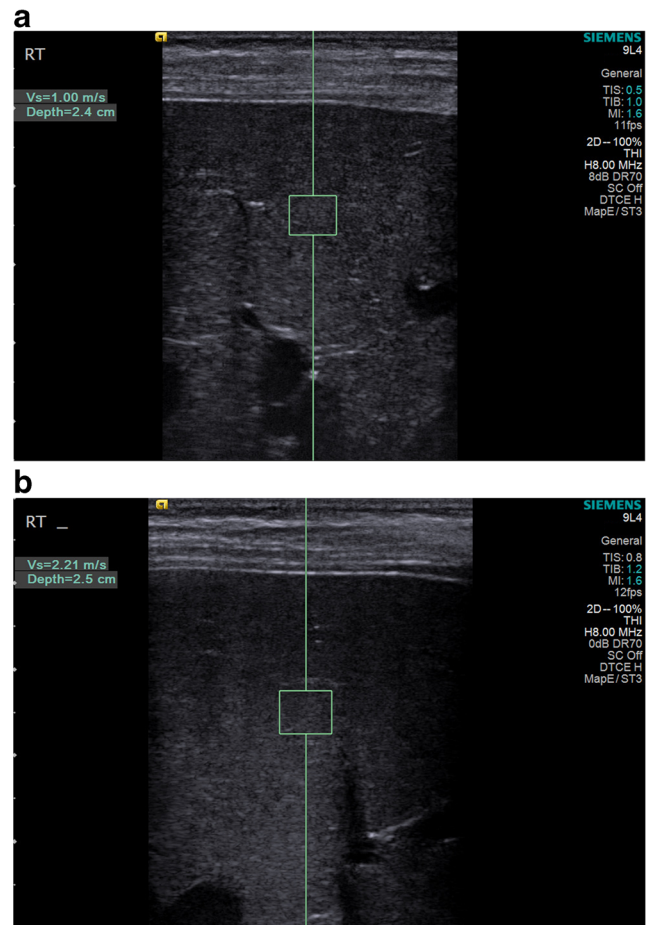 a
RT
Vs=1.00 m/s
Depth=2.4 cm
SIEMENS
9L4
General
TIS: 0.5
TIB: 1.0
MI: 1.6
11fps
2D--100%
THI
H8.00 MHz
8dB DR70
SC Off
DTCE H
MapE/ST3
b
RT _
Vs=2.21 m/s
Depth=2.5 cm
SIEMENS
9L4
General
TIS: 0.8
TIB: 1.2
MI: 1.6
12fps
2D--100%
THI
H8.00 MHz
0dB DR70
SC Off
DTCE H
MapE/ST3